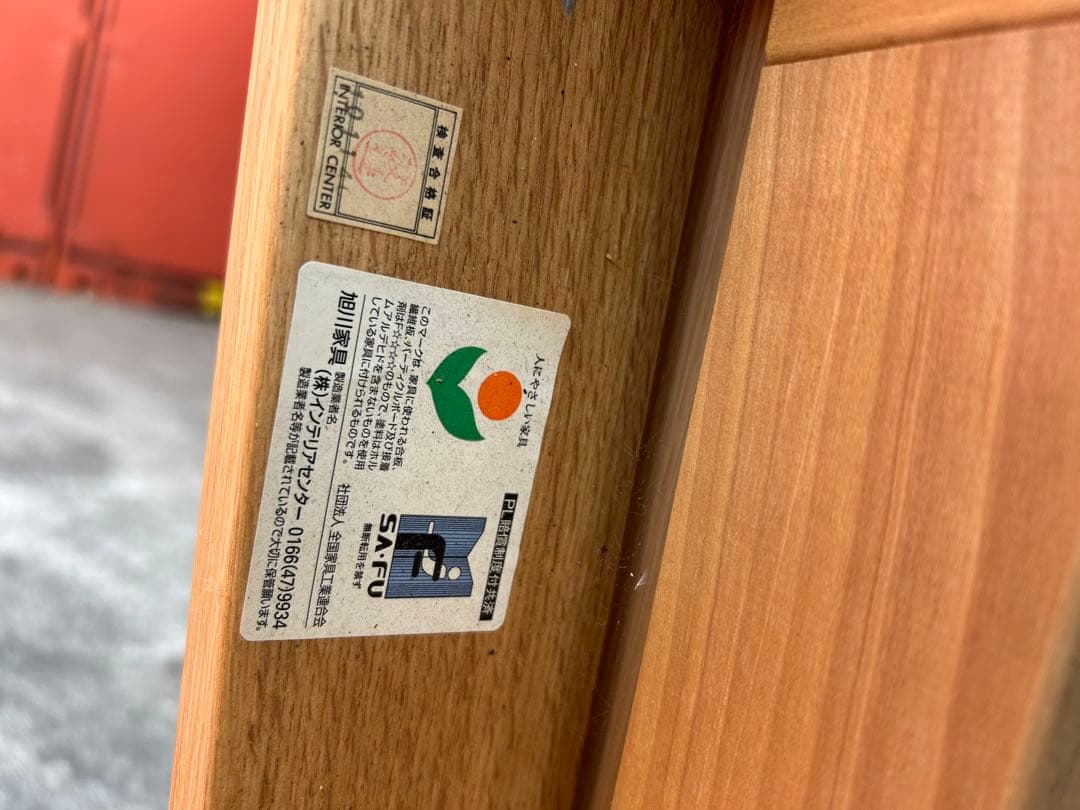 検査合格証
INTERIOR CENTER
人にやさしい家具
このマークは、家具に使われる合板、
繊維板、パーティクルボード及び接着
剤はF☆☆☆☆のもので、塗料はホル
ムアルデヒドを含まないものを使用
している家具に付けられるものです。
PL賠償制度付共済
SA・FU
無断転用を禁ず
社団法人 全国家具工業連合会
旭川家具 製造業者名
(株)インテリアセンター 0166(47)9934
製造業者名等が記載されているので大切に保管願います。